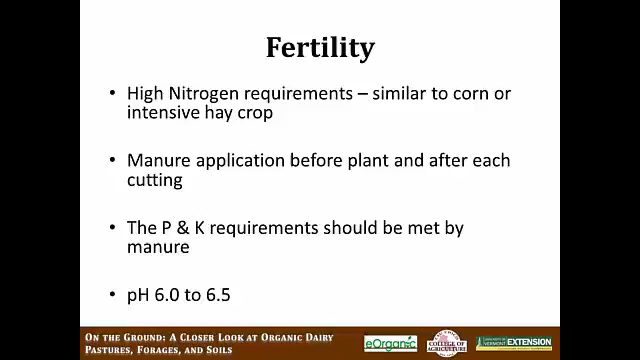 Fertility
• High Nitrogen requirements – similar to corn or
intensive hay crop
• Manure application before plant and after each
cutting
• The P & K requirements should be met by
manure
• pH 6.0 to 6.5
ON THE GROUND: A CLOSER LOOK AT ORGANIC DAIRY
PASTURES, FORAGES, AND SOILS
eOrganic
COLLEGE OF
AGRICULTURE
EXTENSION